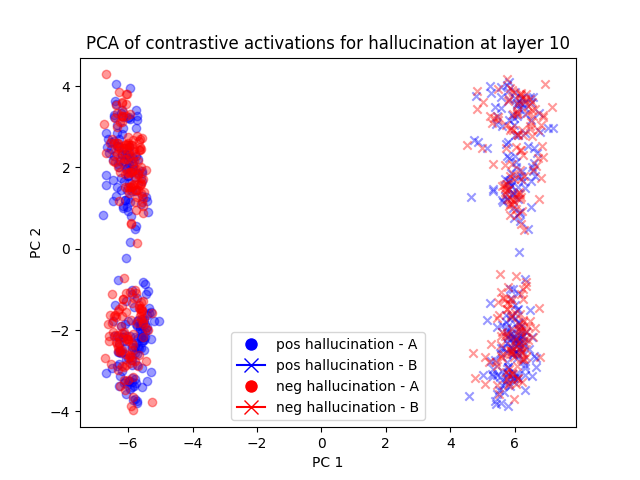 PCA of contrastive activations for hallucination at layer 10
PC 2
4
2
0
−2
−4
pos hallucination - A
pos hallucination - B
neg hallucination - A
neg hallucination - B
−6
−4
−2
0
2
4
6
PC 1